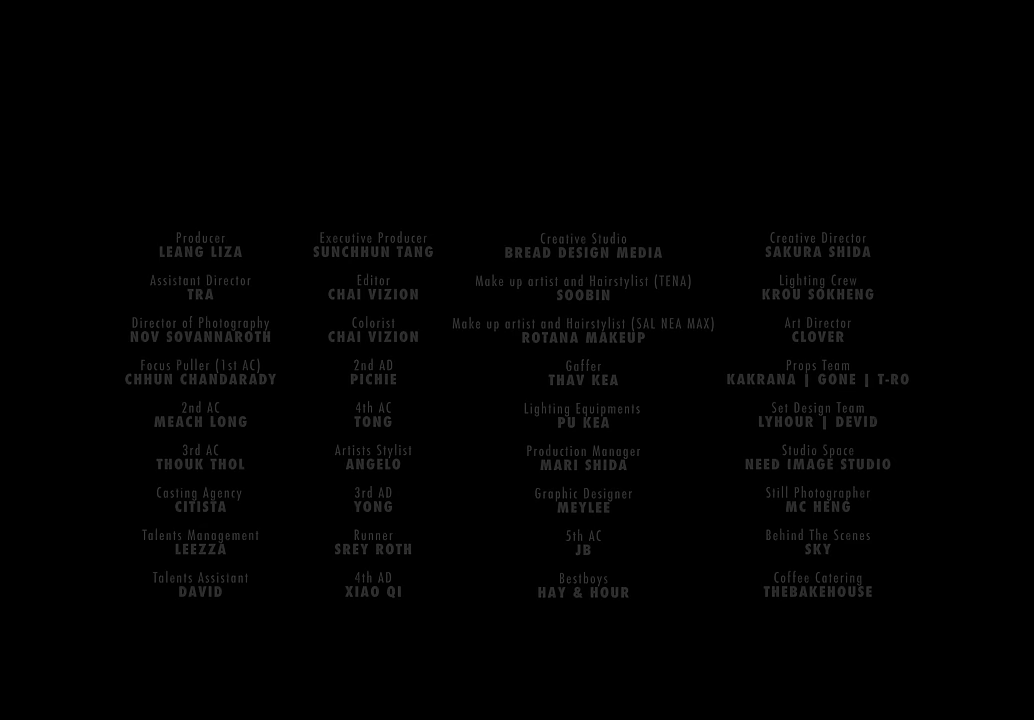 Producer
LEANG LIZA
Assistant Director
TRA
Director of Photography
NOV SOVANNAROTH
Focus Puller (1st AC)
CHHUN CHANDARADY
2nd AC
MEACH LONG
3rd AC
THOUK THOL
Casting Agency
CITISTA
Talents Management
LEEZZA
Talents Assistant
DAVID
Executive Producer
SUNCHHUN TANG
Editor
CHAI VIZION
Colorist
CHAI VIZION
2nd AD
PICHIE
4th AC
TONG
Artists Stylist
ANGELO
3rd AD
YONG
Runner
SREY ROTH
4th AD
XIAO QI
Creative Studio
BREAD DESIGN MEDIA
Make up artist and Hairstylist (TENA)
SOOBIN
Make up artist and Hairstylist (SAL NEA MAX)
ROTANA MAKEUP
Gaffer
THAV KEA
Lighting Equipments
PU KEA
Production Manager
MARI SHIDA
Graphic Designer
MEYLEE
5th AC
JB
Bestboys
HAY & HOUR
Creative Director
SAKURA SHIDA
Lighting Crew
KROU SOKHENG
Art Director
CLOVER
Props Team
KAKRANA | GONE | T-RO
Set Design Team
LYHOUR | DEVID
Studio Space
NEED IMAGE STUDIO
Still Photographer
MC HENG
Behind The Scenes
SKY
Coffee Catering
THEBAKEHOUSE